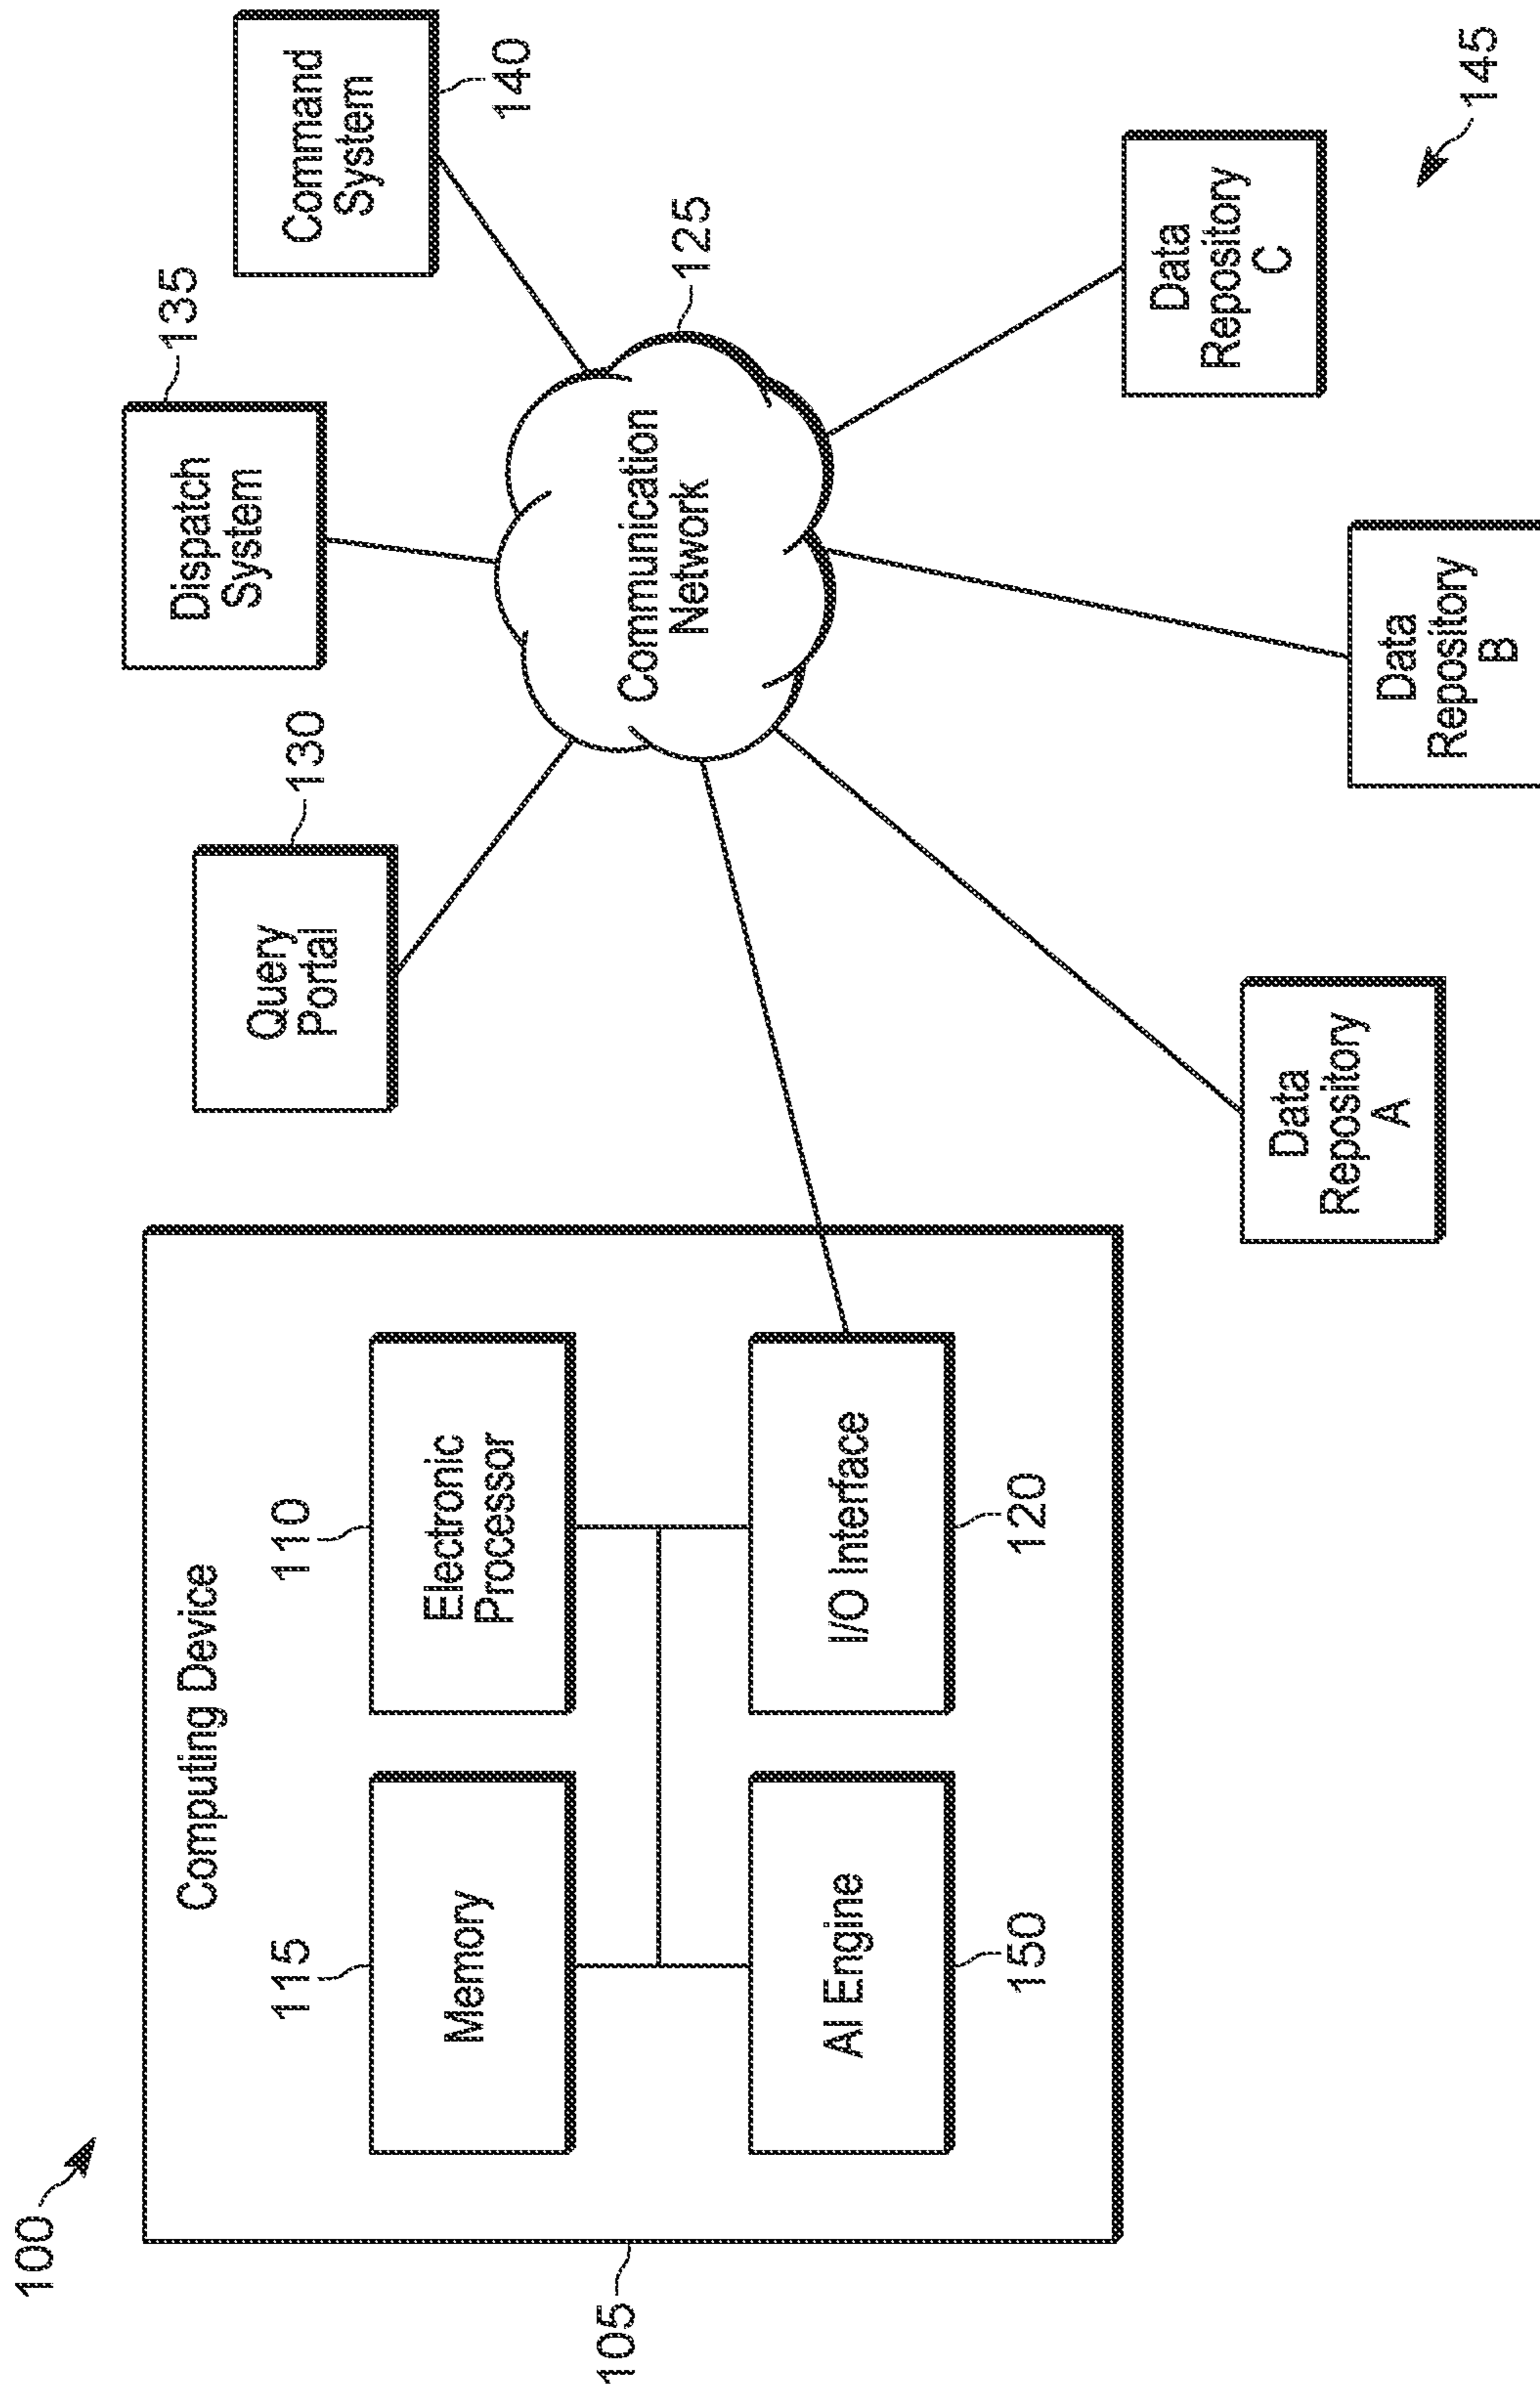 100
105
Computing Device
115
Memory
110
Electronic
Processor
AI Engine
150
I/O Interface
120
Query
Portal
130
Dispatch
System
135
Command
System
140
Communication
Network
125
Data
Repository
A
Data
Repository
B
Data
Repository
C
145